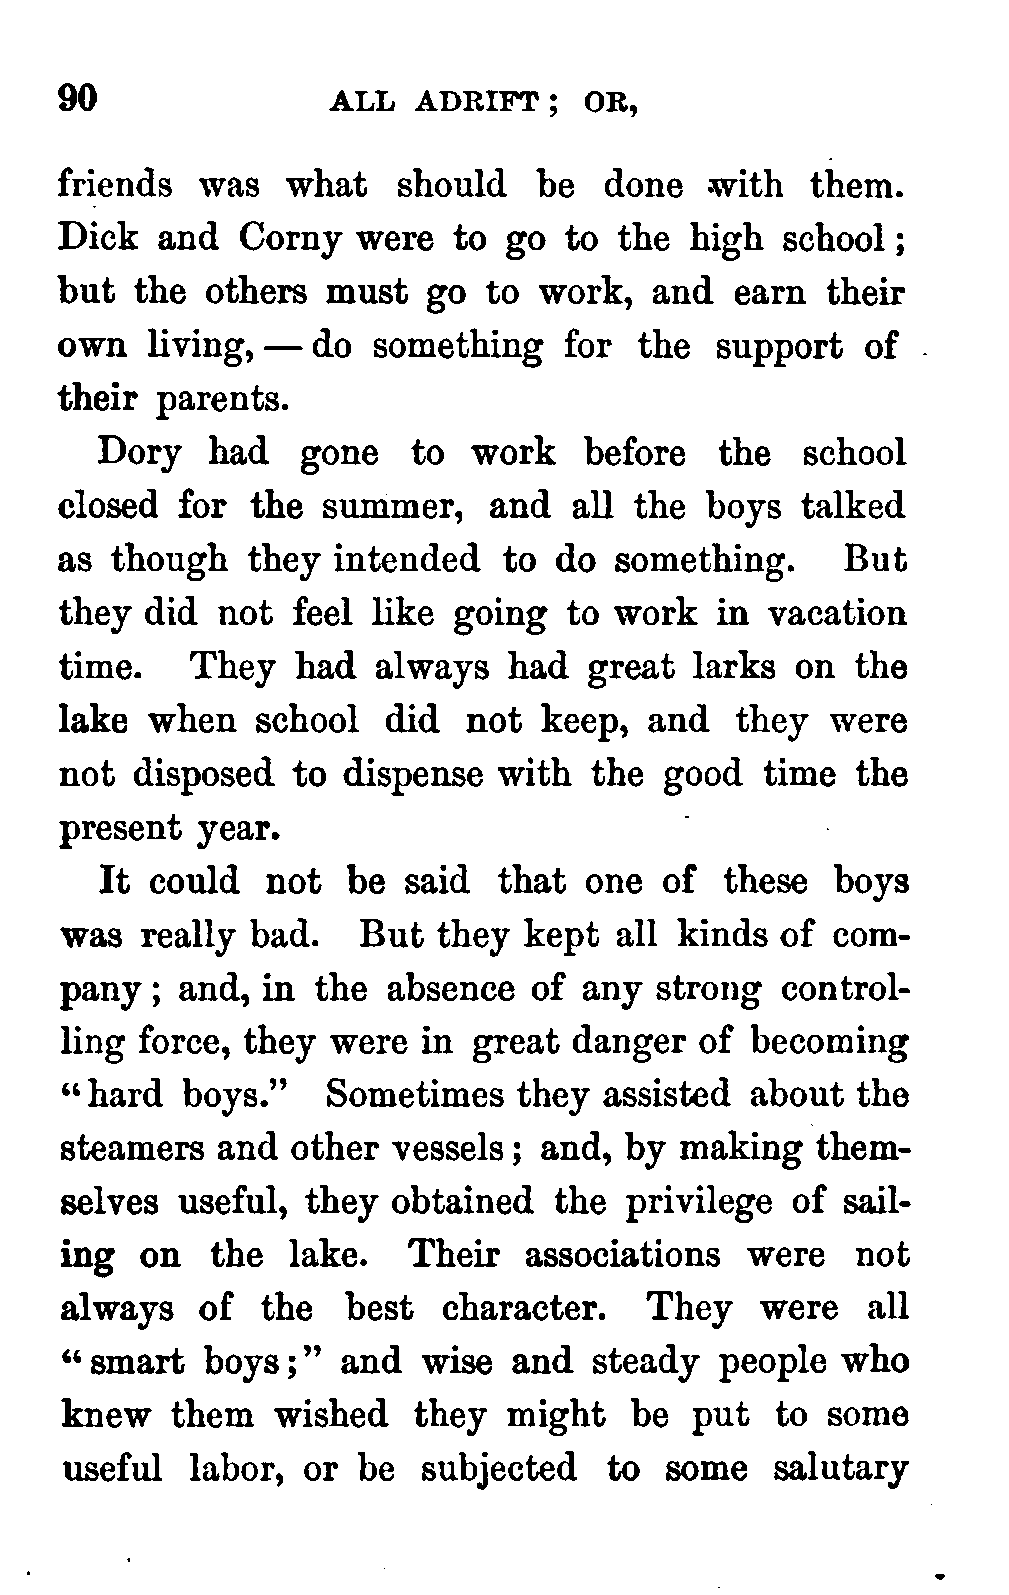 90 ALL ADRIFT; OR,
friends was what should be done with them.
Dick and Corny were to go to the high school;
but the others must go to work, and earn their
own living, — do something for the support of
their parents.
Dory had gone to work before the school
closed for the summer, and all the boys talked
as though they intended to do something. But
they did not feel like going to work in vacation
time. They had always had great larks on the
lake when school did not keep, and they were
not disposed to dispense with the good time the
present year.
It could not be said that one of these boys
was really bad. But they kept all kinds of com-
pany; and, in the absence of any strong control-
ling force, they were in great danger of becoming
“hard boys.” Sometimes they assisted about the
steamers and other vessels; and, by making them-
selves useful, they obtained the privilege of sail-
ing on the lake. Their associations were not
always of the best character. They were all
“smart boys;” and wise and steady people who
knew them wished they might be put to some
useful labor, or be subjected to some salutary